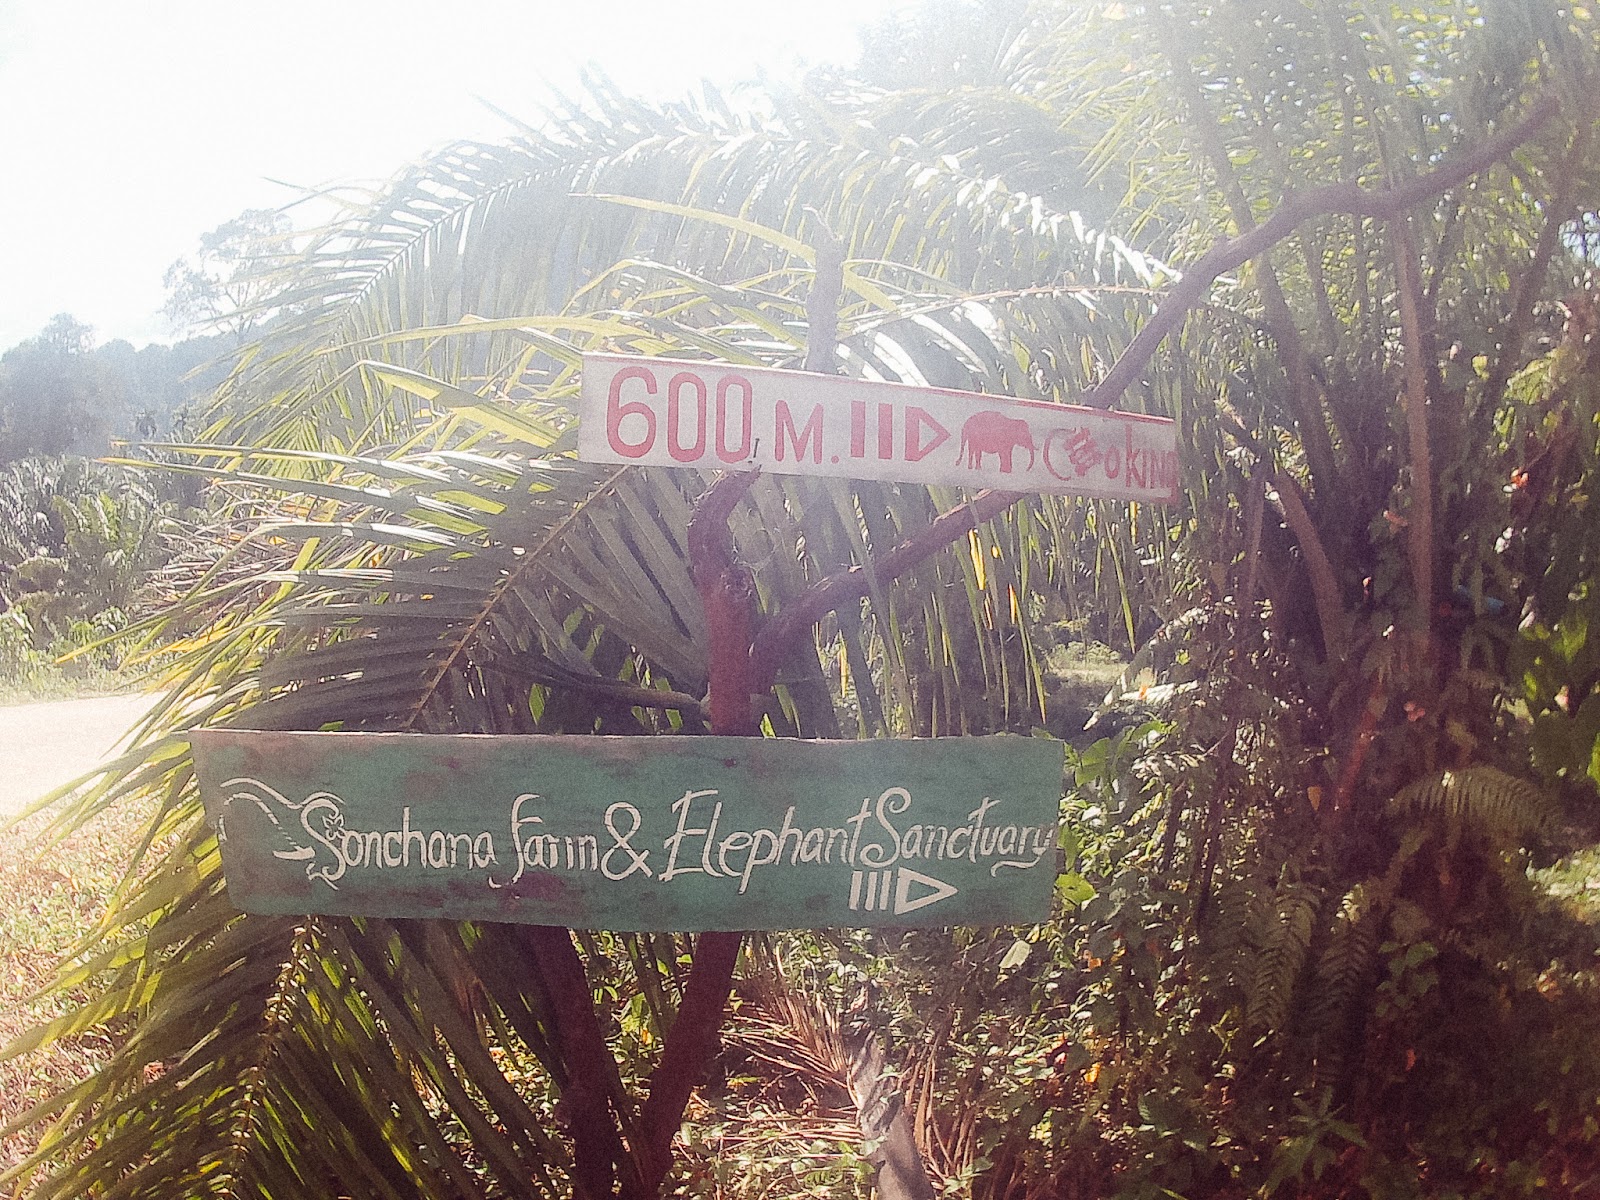 600 M. COOKING
Sonchana Farm & Elephant Sanctuary